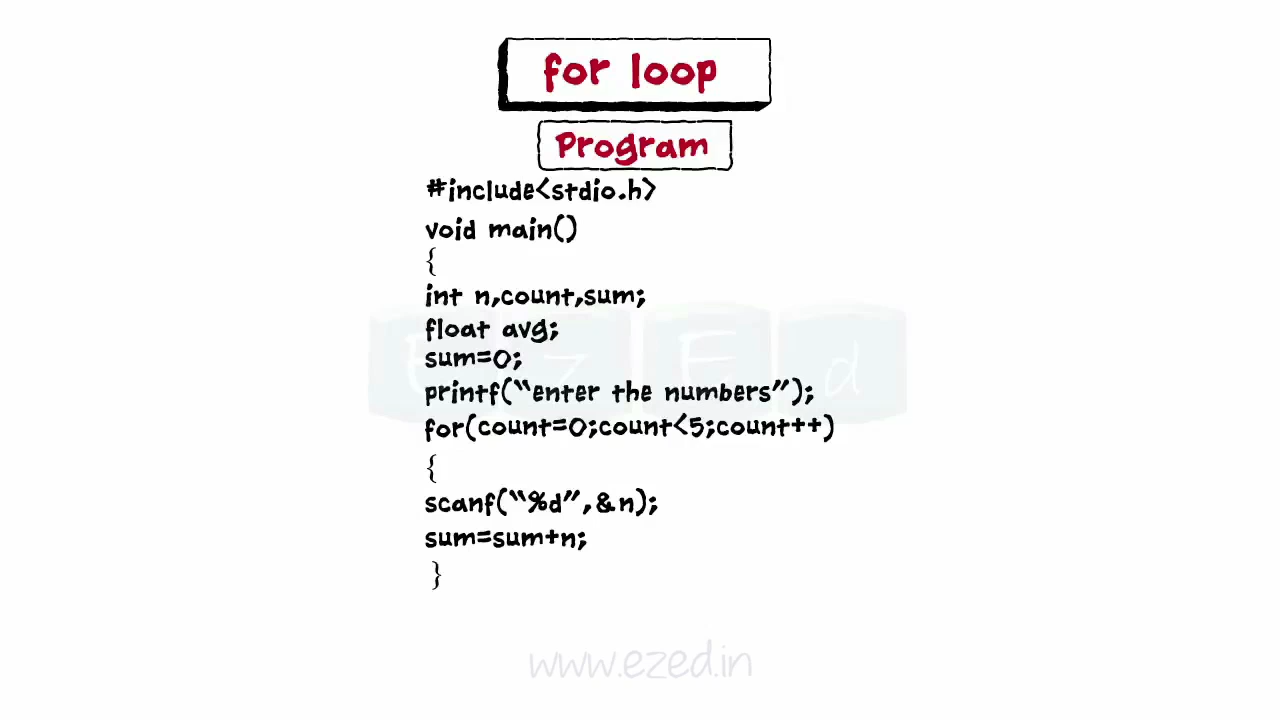 for loop
Program
#include<stdio.h>
void main()
{
int n,count,sum;
float avg;
sum=0;
printf(“enter the numbers”);
for(count=0;count<5;count++)
{
scanf(“%d”,&n);
sum=sum+n;
}
EzEd
www.ezed.in